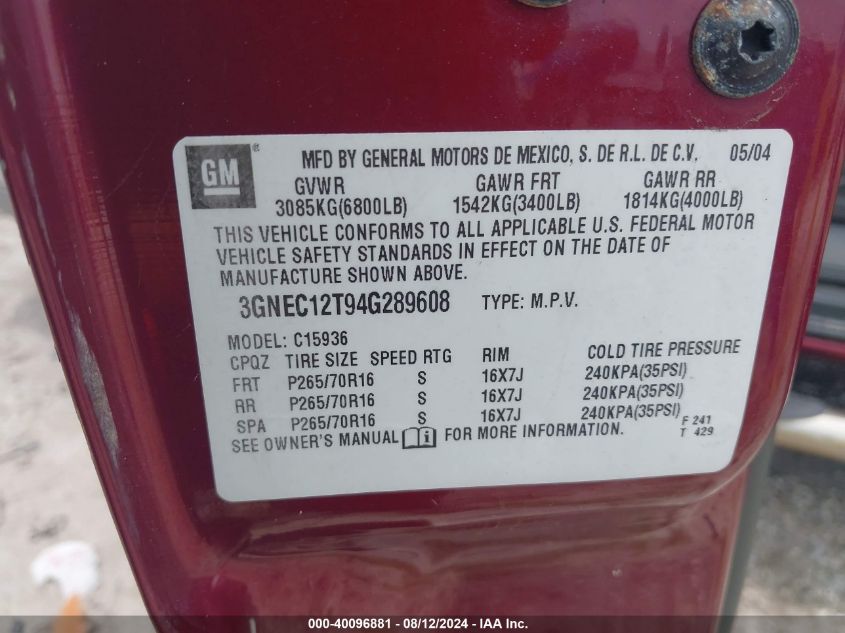 GM® MFD BY GENERAL MOTORS DE MEXICO, S. DE R.L. DE C.V. 05/04
GVWR GAWR FRT GAWR RR
3085KG(6800LB) 1542KG(3400LB) 1814KG(4000LB)
THIS VEHICLE CONFORMS TO ALL APPLICABLE U.S. FEDERAL MOTOR
VEHICLE SAFETY STANDARDS IN EFFECT ON THE DATE OF
MANUFACTURE SHOWN ABOVE.
3GNEC12T94G289608 TYPE: M.P.V.
MODEL: C15936
CPQZ TIRE SIZE SPEED RTG RIM COLD TIRE PRESSURE
FRT P265/70R16 S 16X7J 240KPA(35PSI)
RR P265/70R16 S 16X7J 240KPA(35PSI)
SPA P265/70R16 S 16X7J 240KPA(35PSI)
SEE OWNER'S MANUAL i FOR MORE INFORMATION.
F 241
T 429
000-40096881 - 08/12/2024 - IAA Inc.